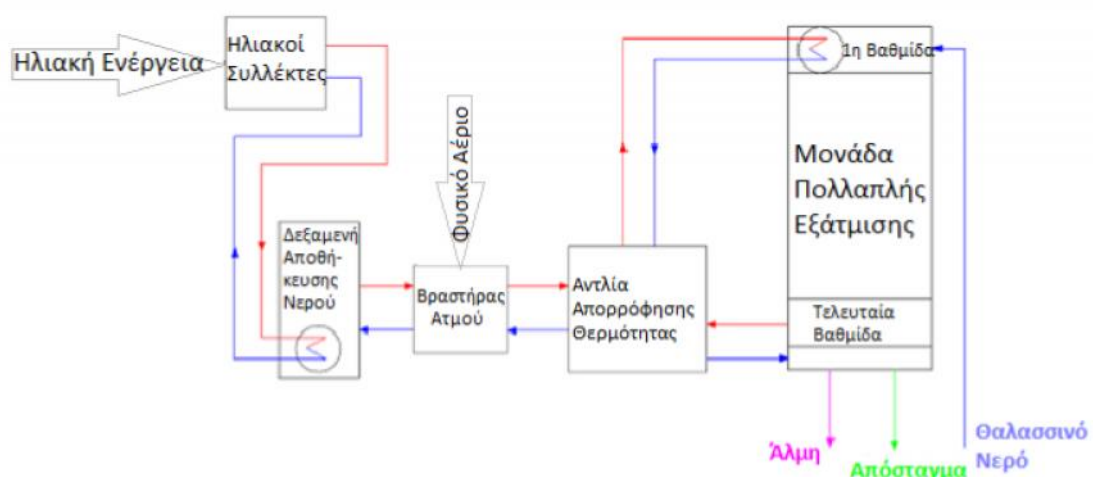 Ηλιακή Ενέργεια
Ηλιακοί
Συλλέκτες
Φυσικό Αέριο
Δεξαμενή
Αποθή-
κευσης
Νερού
Βραστήρας
Ατμού
Αντλία
Απορρόφησης
Θερμότητας
1η Βαθμίδα
Μονάδα
Πολλαπλής
Εξάτμισης
Τελευταία
Βαθμίδα
Άλμη
Απόσταγμα
Θαλασσινό
Νερό